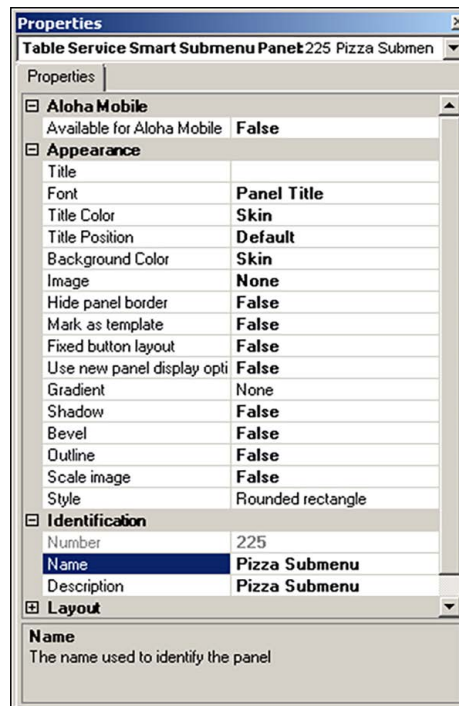 Properties
Table Service Smart Submenu Panel: 225 Pizza Submen
Properties
Aloha Mobile
Available for Aloha Mobile False
Appearance
Title
Font Panel Title
Title Color Skin
Title Position Default
Background Color Skin
Image None
Hide panel border False
Mark as template False
Fixed button layout False
Use new panel display opti False
Gradient None
Shadow False
Bevel False
Outline False
Scale image False
Style Rounded rectangle
Identification
Number 225
Name Pizza Submenu
Description Pizza Submenu
Layout
Name
The name used to identify the panel